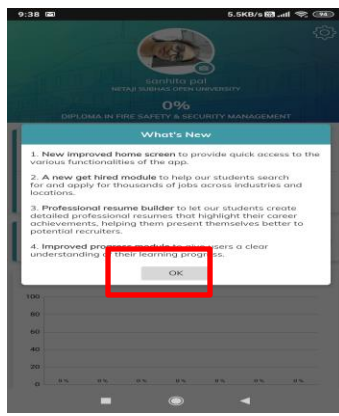 9:38
5.5KB/s
94
sanhita pal
NETAJI SUBHAS OPEN UNIVERSITY
0%
DIPLOMA IN FIRE SAFETY & SECURITY MANAGEMENT
What's New
1. New improved home screen to provide quick access to the
various functionalities of the app.
2. A new get hired module to help our students search
for and apply for thousands of jobs across industries and
locations.
3. Professional resume builder to let our students create
detailed professional resumes that highlight their career
achievements, helping them present themselves better to
potential recruiters.
4. Improved progress module to give users a clear
understanding of their learning progress.
OK
100
80
60
40
20
0
0% 0% 0% 0% 0% 0% 0%